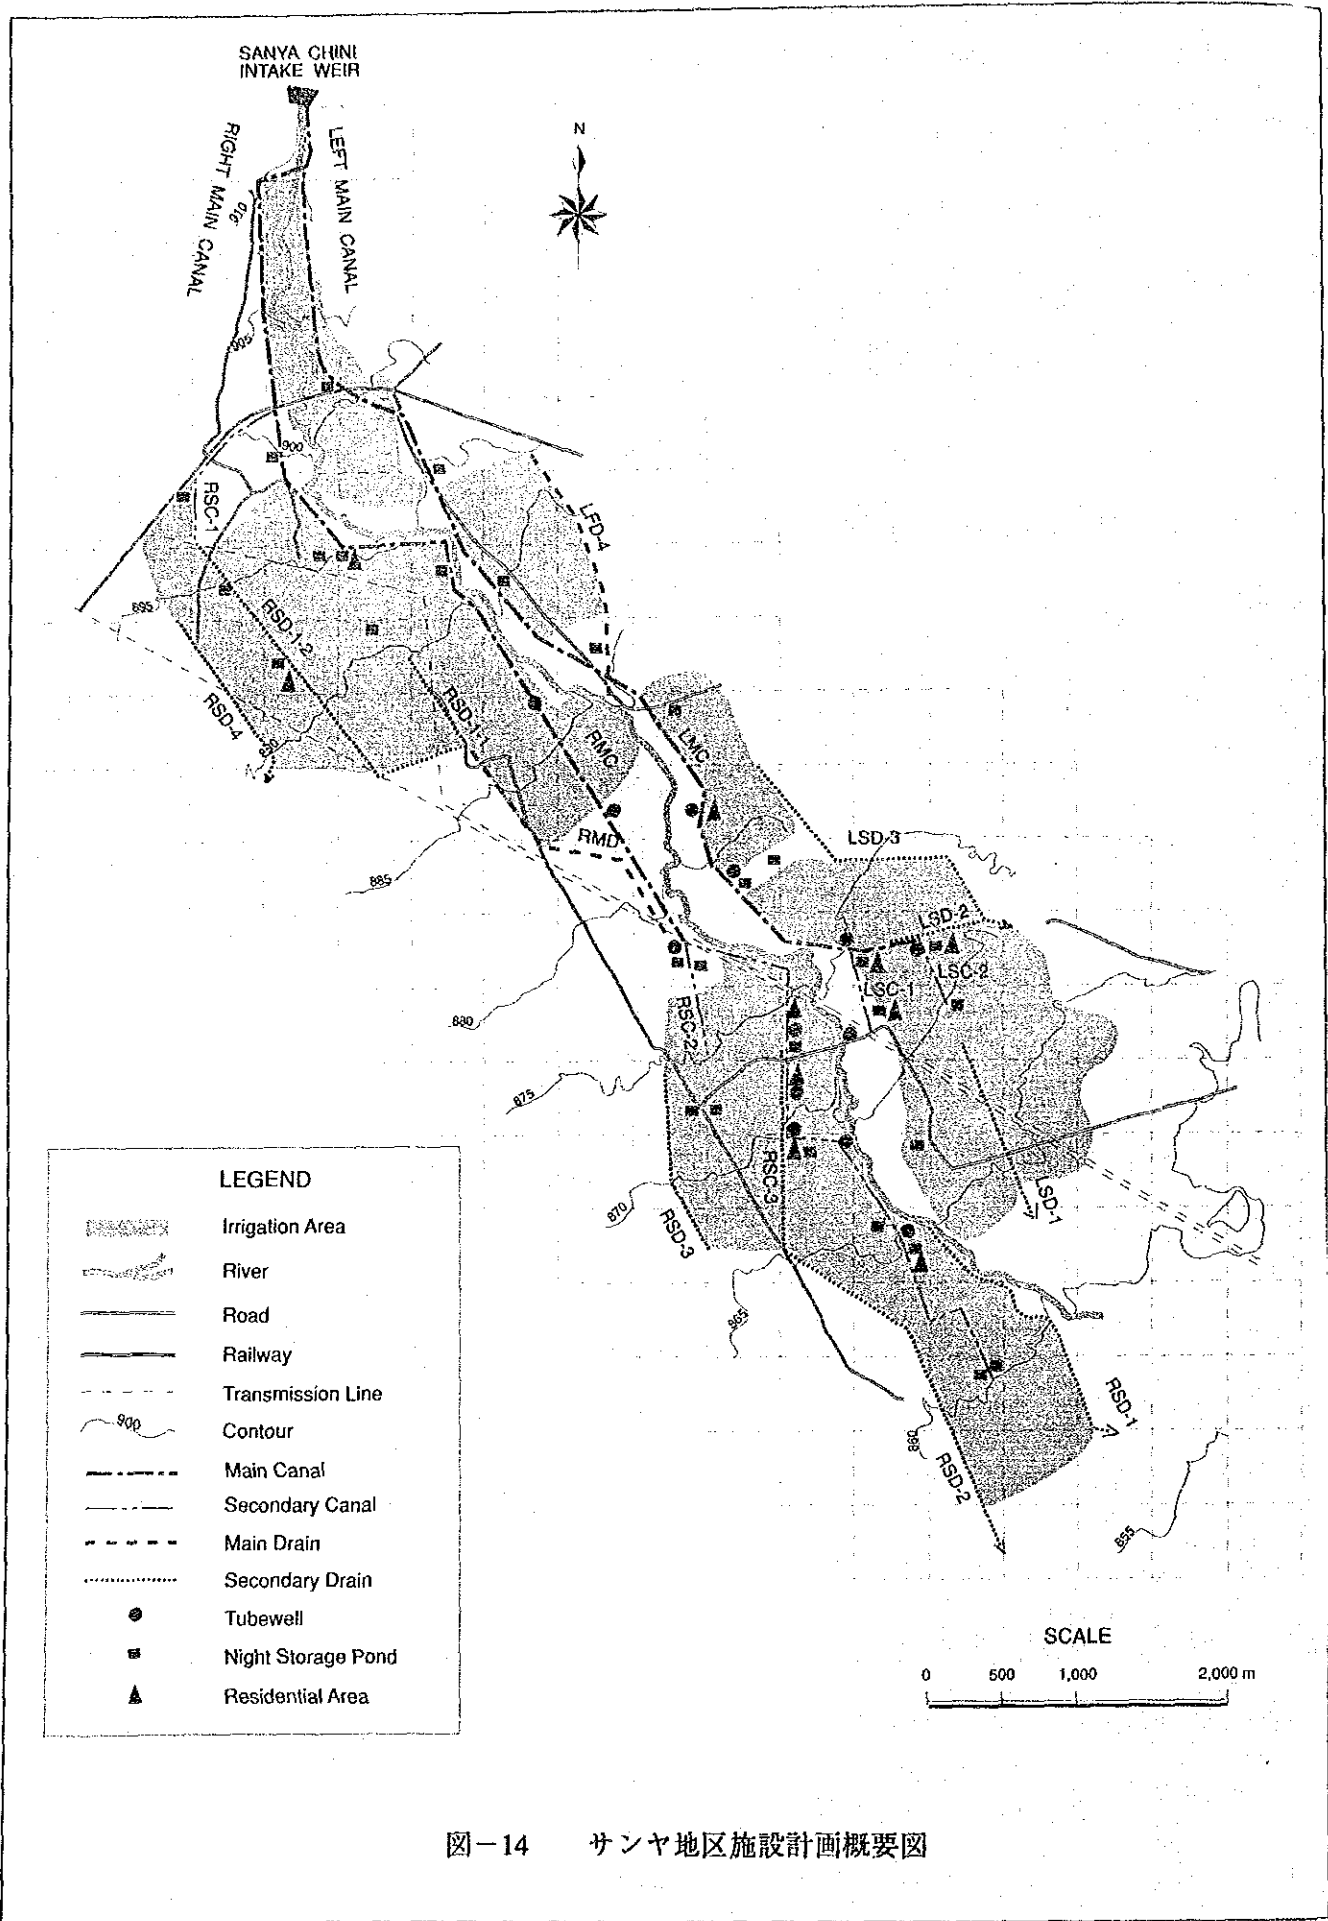 SANYA CHINI
INTAKE WEIR
RIGHT MAIN CANAL
LEFT MAIN CANAL
N
910
905
900
RSC-1
LFD-4
895
RSD-1-2
RSD-4
890
RSD-1-1
RMC
LMC
RMD
LSD-3
885
LSD-2
LSC-2
LSC-1
880
RSC-2
875
RSC-3
870
RSD-3
LSD-1
865
860
RSD-1
RSD-2
855
LEGEND
Irrigation Area
River
Road
Railway
Transmission Line
900
Contour
Main Canal
Secondary Canal
Main Drain
Secondary Drain
Tubewell
Night Storage Pond
Residential Area
SCALE
0 500 1,000 2,000 m
図-14 サンヤ地区施設計画概要図